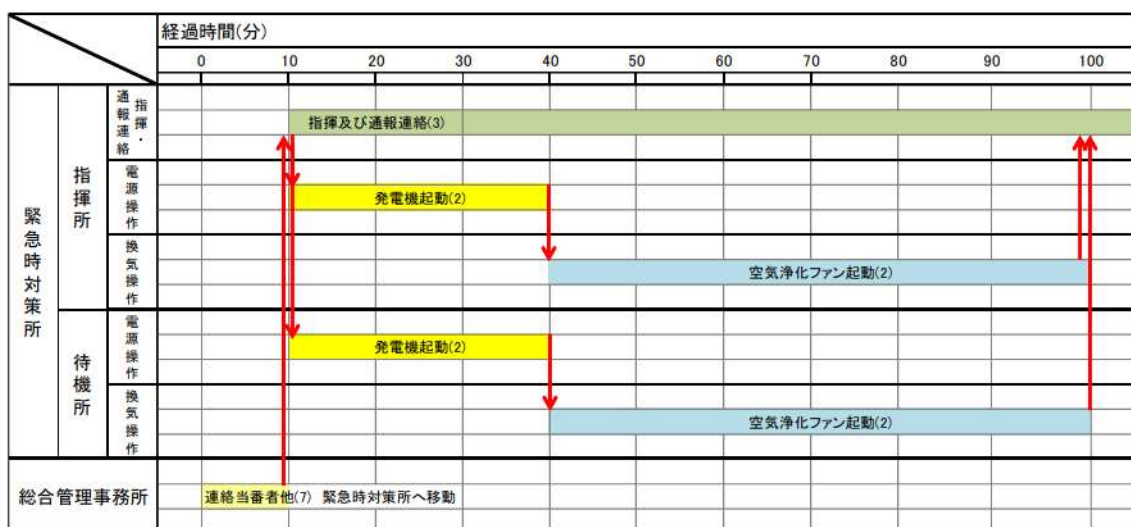 経過時間(分)
0 10 20 30 40 50 60 70 80 90 100
緊急時対策所
指揮所
指揮・
通報連絡
指揮及び通報連絡(3)
電源操作
発電機起動(2)
換気操作
空気浄化ファン起動(2)
待機所
電源操作
発電機起動(2)
換気操作
空気浄化ファン起動(2)
総合管理事務所
連絡当番者他(7) 緊急時対策所へ移動